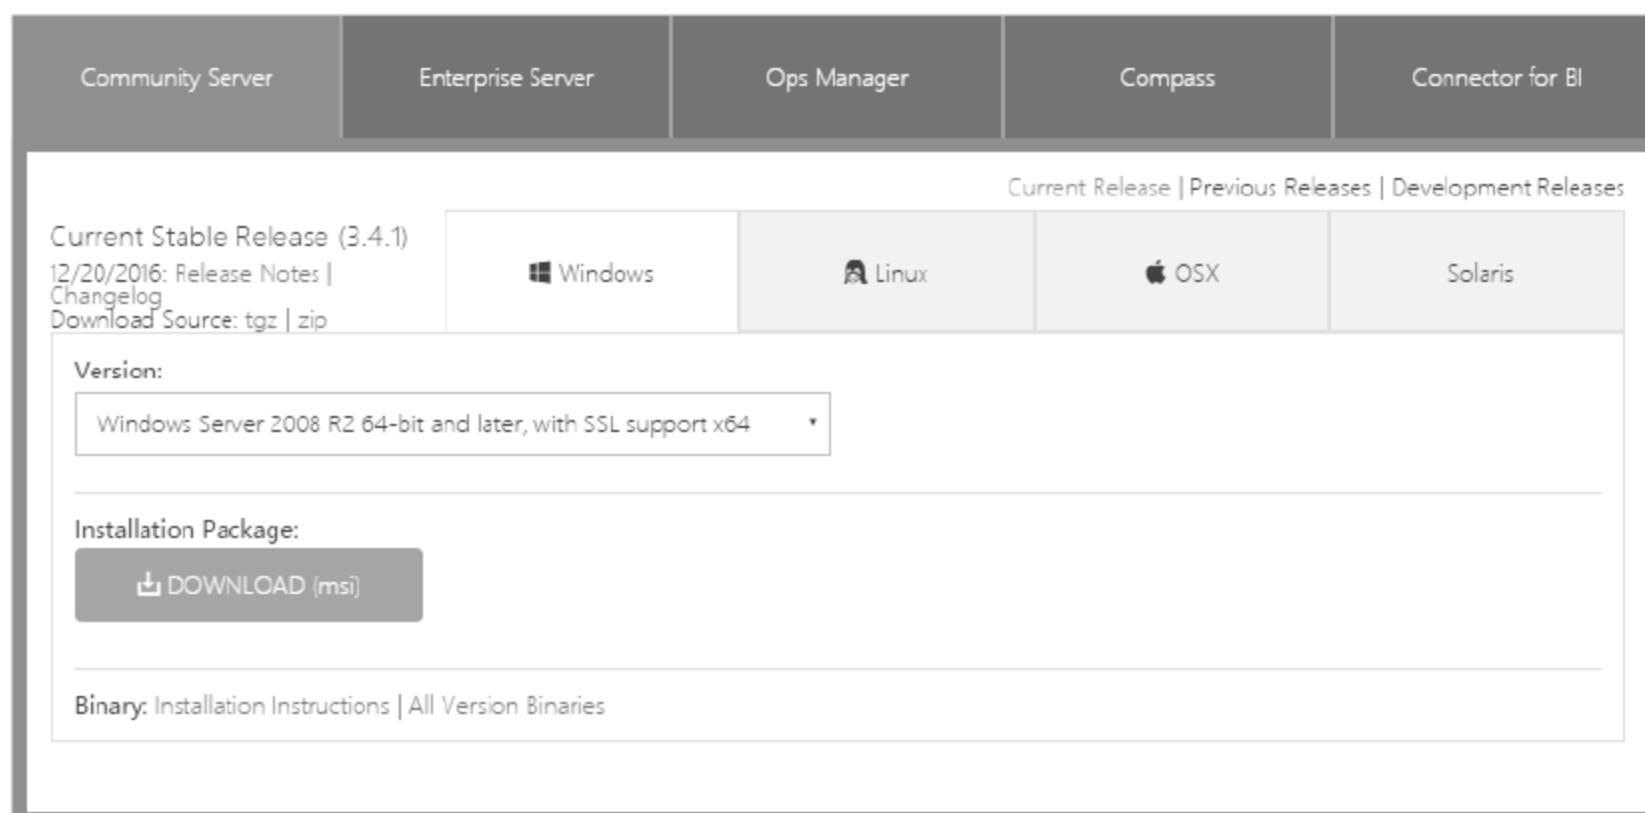 Community Server
Enterprise Server
Ops Manager
Compass
Connector for BI
Current Release | Previous Releases | Development Releases
Current Stable Release (3.4.1)
12/20/2016: Release Notes |
Changelog
Download Source: tgz | zip
Windows
Linux
OSX
Solaris
Version:
Windows Server 2008 R2 64-bit and later, with SSL support x64
Installation Package:
DOWNLOAD (msi)
Binary: Installation Instructions | All Version Binaries